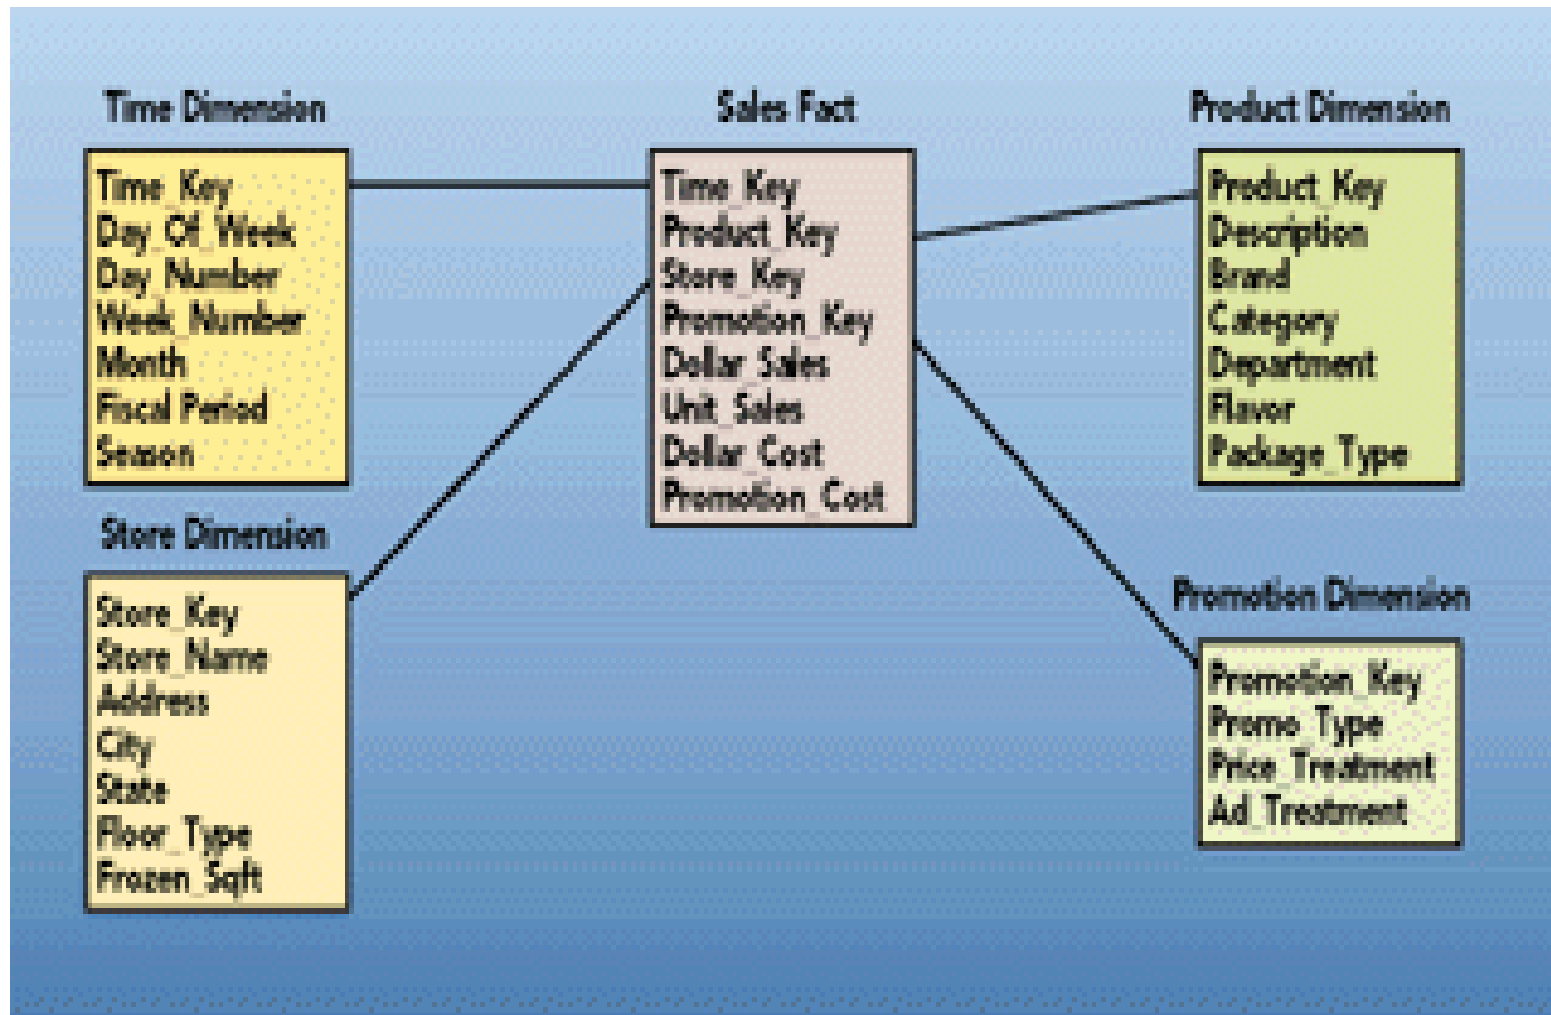 Time Dimension
Time_Key
Day_Of_Week
Day_Number
Week_Number
Month
Fiscal Period
Season
Store Dimension
Store_Key
Store_Name
Address
City
State
Floor_Type
Frozen_Sqft
Sales Fact
Time_Key
Product_Key
Store_Key
Promotion_Key
Dollar_Sales
Unit_Sales
Dollar_Cost
Promotion_Cost
Product Dimension
Product_Key
Description
Brand
Category
Department
Flavor
Package_Type
Promotion Dimension
Promotion_Key
Promo_Type
Price_Treatment
Ad_Treatment